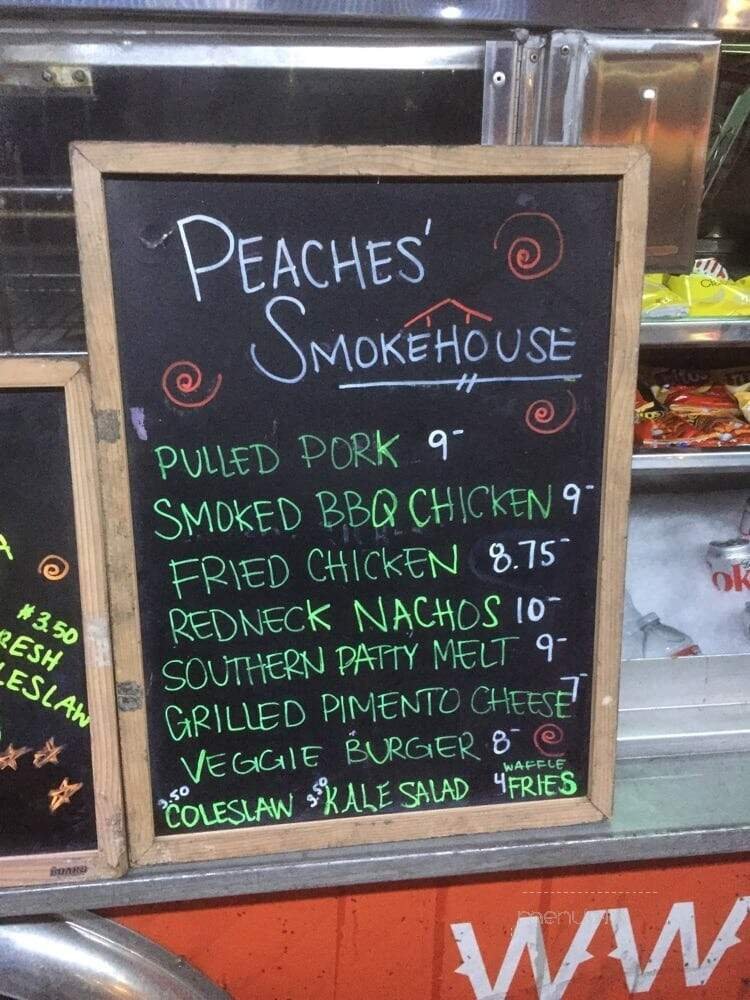 PEACHES'
SMOKEHOUSE
PULLED PORK 9-
SMOKED BBQ CHICKEN 9-
FRIED CHICKEN 8.75-
REDNECK NACHOS 10-
SOUTHERN PATTY MELT 9-
GRILLED PIMENTO CHEESE 7-
VEGGIE BURGER 8-
3.50 COLESLAW 3.50 KALE SALAD 4 WAFFLE FRIES
#3.50
RESH
LESLAW
ok
WW